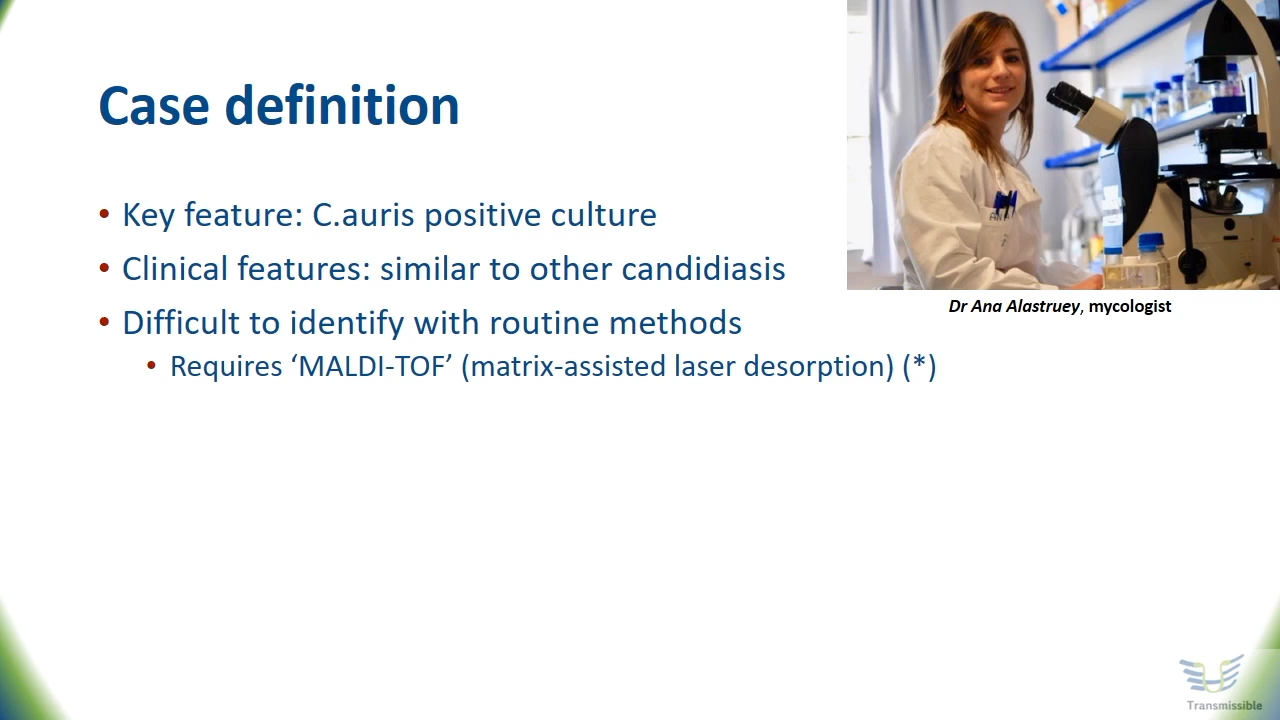 Case definition
• Key feature: C.auris positive culture
• Clinical features: similar to other candidiasis
• Difficult to identify with routine methods
• Requires ‘MALDI-TOF’ (matrix-assisted laser desorption) (*)
Dr Ana Alastruey, mycologist
Transmissible